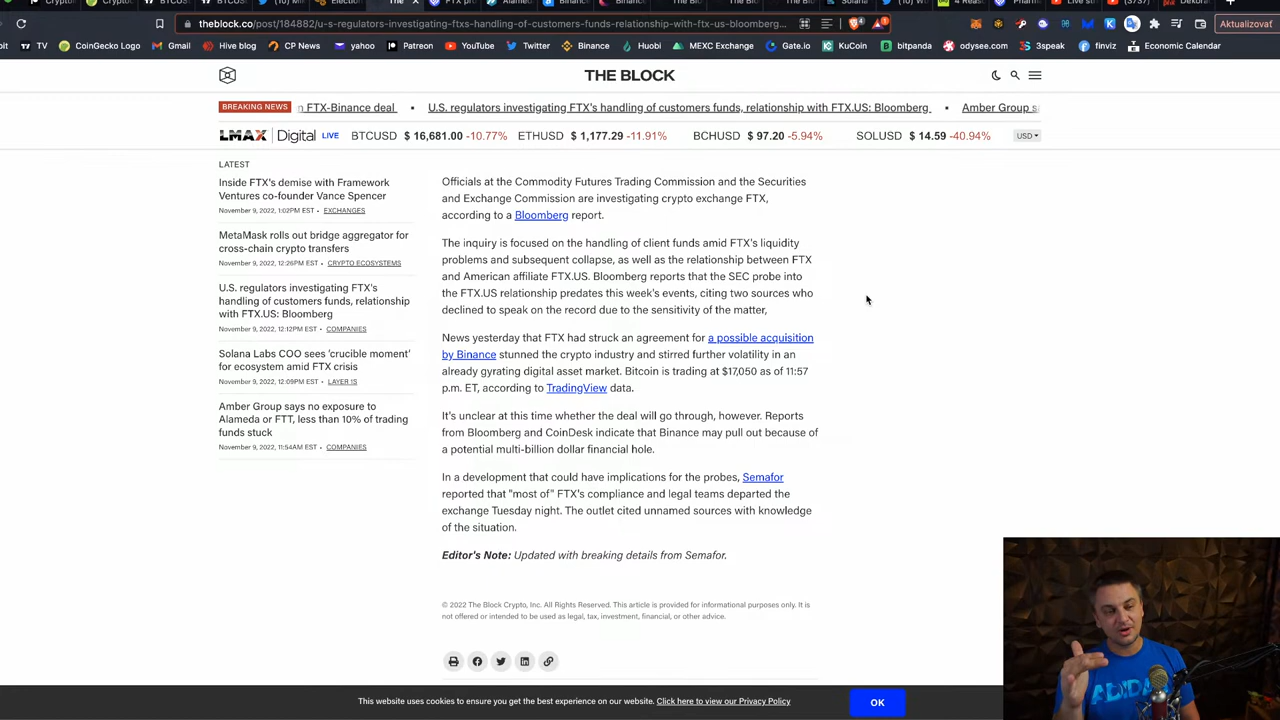 Election
theblock.co/post/184882/u-s-regulators-investigating-ftxs-handling-of-customers-funds-relationship-with-ftx-us-bloomberg...
Aktualizovať
TV CoinGecko Logo Gmail Hive blog CP News yahoo Patreon YouTube Twitter Binance Huobi MEXC Exchange Gate.io KuCoin bitpanda odysee.com 3speak finviz Economic Calendar
THE BLOCK
BREAKING NEWS n FTX-Binance deal • U.S. regulators investigating FTX's handling of customers funds, relationship with FTX.US: Bloomberg • Amber Group s
LMAX Digital LIVE BTCUSD $ 16,681.00 -10.77% ETHUSD $ 1,177.29 -11.91% BCHUSD $ 97.20 -5.94% SOLUSD $ 14.59 -40.94% USD
LATEST
Inside FTX's demise with Framework
Ventures co-founder Vance Spencer
November 9, 2022, 1:02PM EST • EXCHANGES
MetaMask rolls out bridge aggregator for
cross-chain crypto transfers
November 9, 2022, 12:26PM EST • CRYPTO ECOSYSTEMS
U.S. regulators investigating FTX's
handling of customers funds, relationship
with FTX.US: Bloomberg
November 9, 2022, 12:12PM EST • COMPANIES
Solana Labs COO sees 'crucible moment'
for ecosystem amid FTX crisis
November 9, 2022, 12:09PM EST • LAYER 1S
Amber Group says no exposure to
Alameda or FTT, less than 10% of trading
funds stuck
November 9, 2022, 11:54AM EST • COMPANIES
Officials at the Commodity Futures Trading Commission and the Securities
and Exchange Commission are investigating crypto exchange FTX,
according to a Bloomberg report.
The inquiry is focused on the handling of client funds amid FTX's liquidity
problems and subsequent collapse, as well as the relationship between FTX
and American affiliate FTX.US. Bloomberg reports that the SEC probe into
the FTX.US relationship predates this week's events, citing two sources who
declined to speak on the record due to the sensitivity of the matter,
News yesterday that FTX had struck an agreement for a possible acquisition
by Binance stunned the crypto industry and stirred further volatility in an
already gyrating digital asset market. Bitcoin is trading at $17,050 as of 11:57
p.m. ET, according to TradingView data.
It's unclear at this time whether the deal will go through, however. Reports
from Bloomberg and CoinDesk indicate that Binance may pull out because of
a potential multi-billion dollar financial hole.
In a development that could have implications for the probes, Semafor
reported that "most of" FTX's compliance and legal teams departed the
exchange Tuesday night. The outlet cited unnamed sources with knowledge
of the situation.
Editor's Note: Updated with breaking details from Semafor.
© 2022 The Block Crypto, Inc. All Rights Reserved. This article is provided for informational purposes only. It is
not offered or intended to be used as legal, tax, investment, financial, or other advice.
This website uses cookies to ensure you get the best experience on our website. Click here to view our Privacy Policy OK